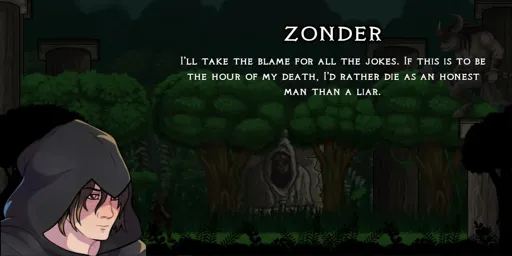 ZONDER
I'll take the blame for all the jokes. If this is to be
the hour of my death, I'd rather die as an honest
man than a liar.